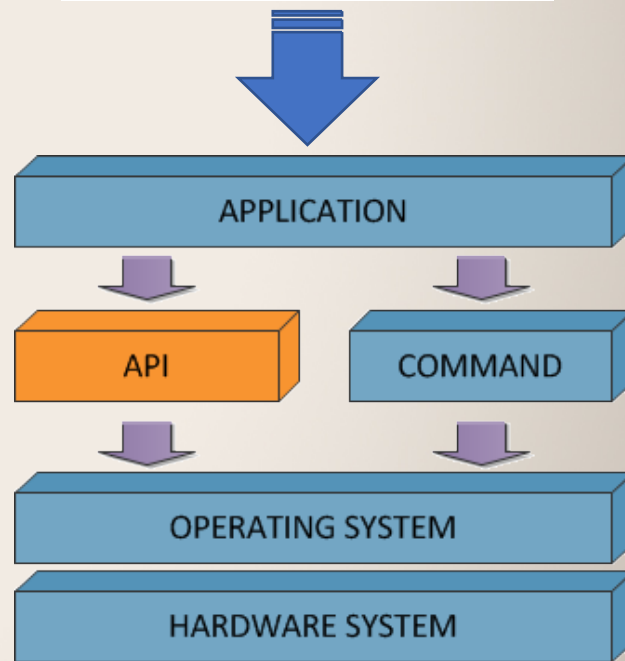 APPLICATION
API
COMMAND
OPERATING SYSTEM
HARDWARE SYSTEM